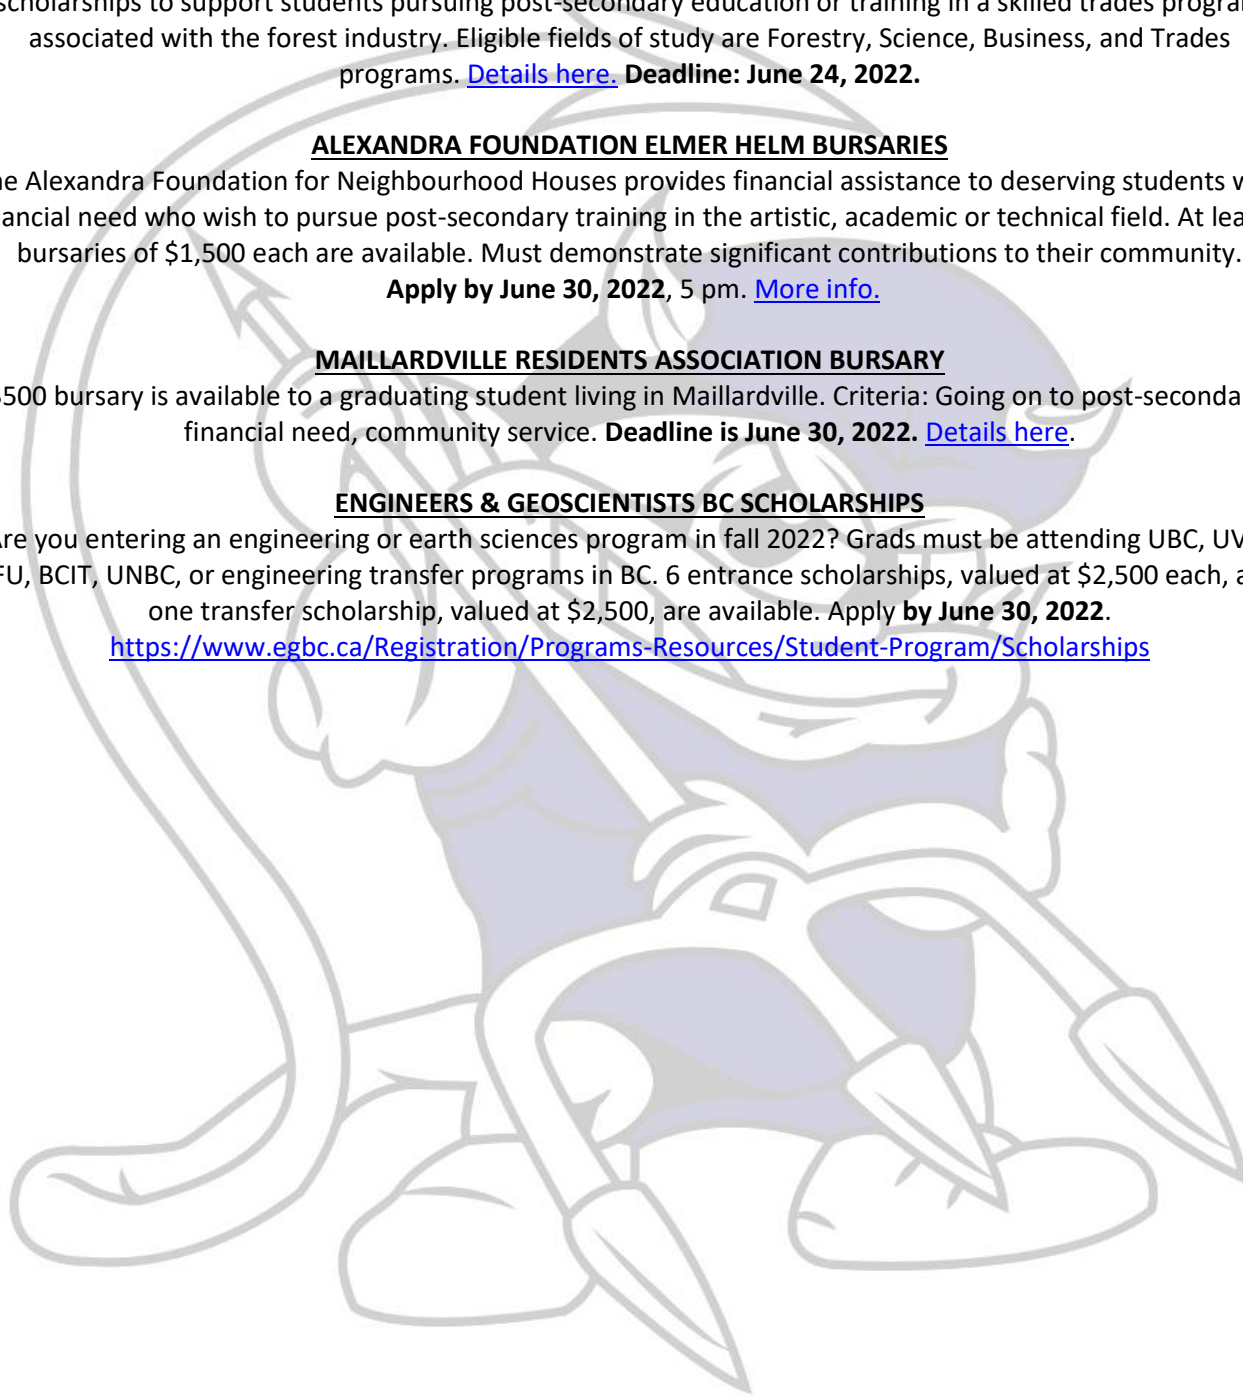 scholarships to support students pursuing post-secondary education or training in a skilled trades
associated with the forest industry. Eligible fields of study are Forestry, Science, Business, and Trades
programs. Details here. Deadline: June 24, 2022.
ALEXANDRA FOUNDATION ELMER HELM BURSARIES
Alexandra Foundation for Neighbourhood Houses provides financial assistance to deserving students
need who wish to pursue post-secondary training in the artistic, academic or technical field. At
bursaries of $1,500 each are available. Must demonstrate significant contributions to their community.
Apply by June 30, 2022, 5 pm. More info.
MAILLARDVILLE RESIDENTS ASSOCIATION BURSARY
bursary is available to a graduating student living in Maillardville. Criteria: Going on to
financial need, community service. Deadline is June 30, 2022. Details here.
ENGINEERS & GEOSCIENTISTS BC SCHOLARSHIPS
Are you entering an engineering or earth sciences program in fall 2022? Grads must be attending UBC,
BCIT, UNBC, or engineering transfer programs in BC. 6 entrance scholarships, valued at $2,500 each,
one transfer scholarship, valued at $2,500, are available. Apply by June 30, 2022.
https://www.egbc.ca/Registration/Programs-Resources/Student-Program/Scholarships